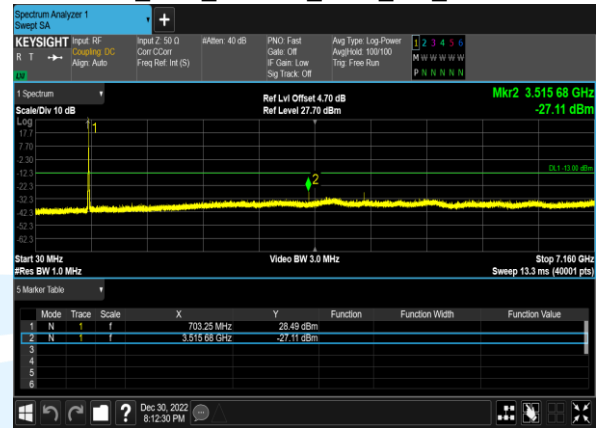 Spectrum Analyzer 1
Swept SA
KEYSIGHT
R T
LW
Input: RF
Coupling: DC
Align: Auto
Input Z: 50 Ω
Corr CCorr
Freq Ref: Int (S)
#Atten: 40 dB
PNO: Fast
Gate: Off
IF Gain: Low
Sig Track: Off
Avg Type: Log-Power
Avg|Hold: 100/100
Trig: Free Run
1 2 3 4 5 6
M W W W W W
P N N N N N
1 Spectrum
Scale/Div 10 dB
Ref Lvl Offset 4.70 dB
Ref Level 27.70 dBm
Mkr2 3.515 68 GHz
-27.11 dBm
Log
17.7
7.70
-2.30
-12.3
-22.3
-32.3
-42.3
-52.3
-62.3
1
2
DL1 -13.00 dBm
Start 30 MHz
#Res BW 1.0 MHz
Video BW 3.0 MHz
Stop 7.160 GHz
Sweep 13.3 ms (40001 pts)
5 Marker Table
Mode Trace Scale X Y Function Function Width Function Value
1 N 1 f 703.25 MHz 28.49 dBm
2 N 1 f 3.515 68 GHz -27.11 dBm
3
4
5
6
?
Dec 30, 2022
8:12:30 PM